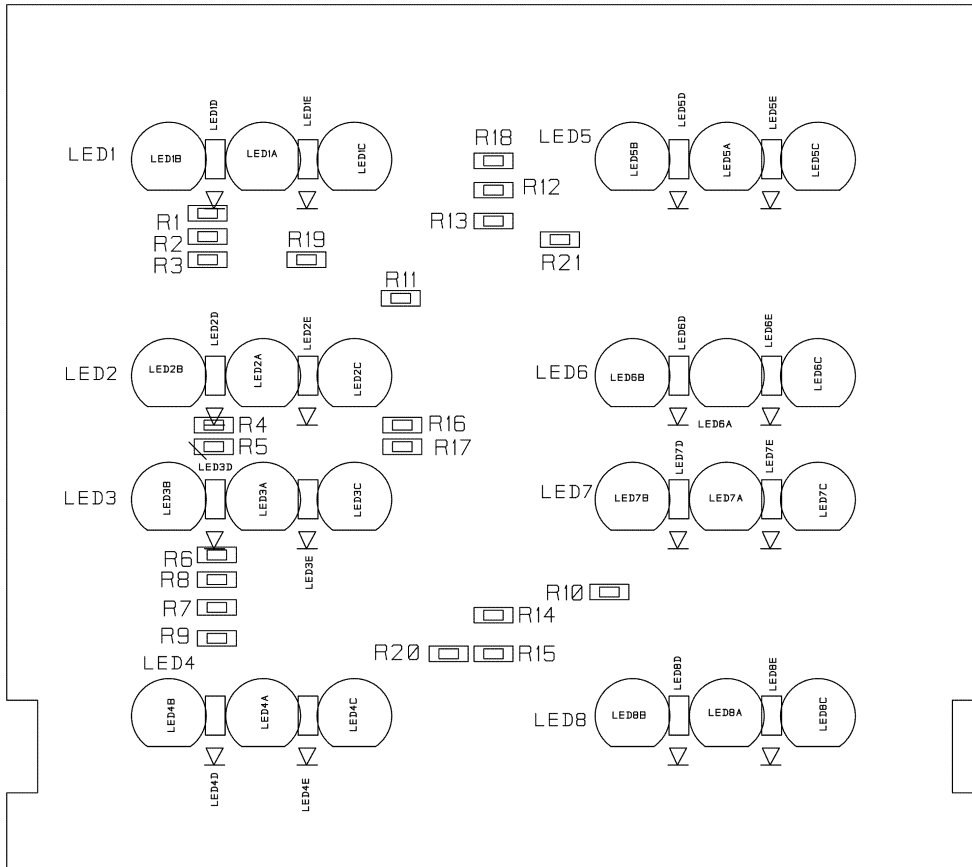 LED1D
LED1E
LED5D
LED5E
LED1
LED1B
LED1A
LED1C
R18
LED5
LED5B
LED5A
LED5C
R12
R1
R13
R2
R19
R3
R21
R11
LED2D
LED2E
LED6D
LED6E
LED2
LED2B
LED2A
LED2C
LED6
LED6B
LED6C
R4
R16
LED6A
R5
R17
LED3D
LED7D
LED7E
LED3
LED3B
LED3A
LED3C
LED7
LED7B
LED7A
LED7C
R6
LED3E
R8
R10
R7
R14
R9
R20
R15
LED4
LED8D
LED8E
LED4B
LED4A
LED4C
LED8
LED8B
LED8A
LED8C
LED4D
LED4E